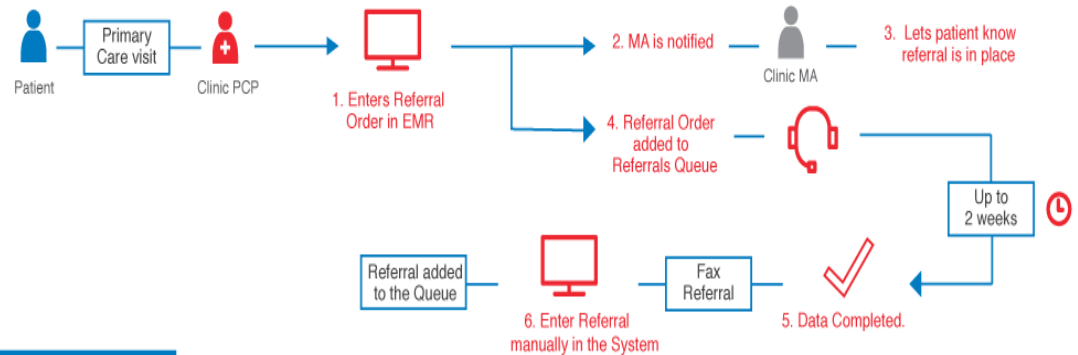 Primary
Care visit
Patient
Clinic PCP
1. Enters Referral
Order in EMR
2. MA is notified
Clinic MA
3. Lets patient know
referral is in place
4. Referral Order
added to
Referrals Queue
Up to
2 weeks
5. Data Completed.
Fax
Referral
6. Enter Referral
manually in the System
Referral added
to the Queue